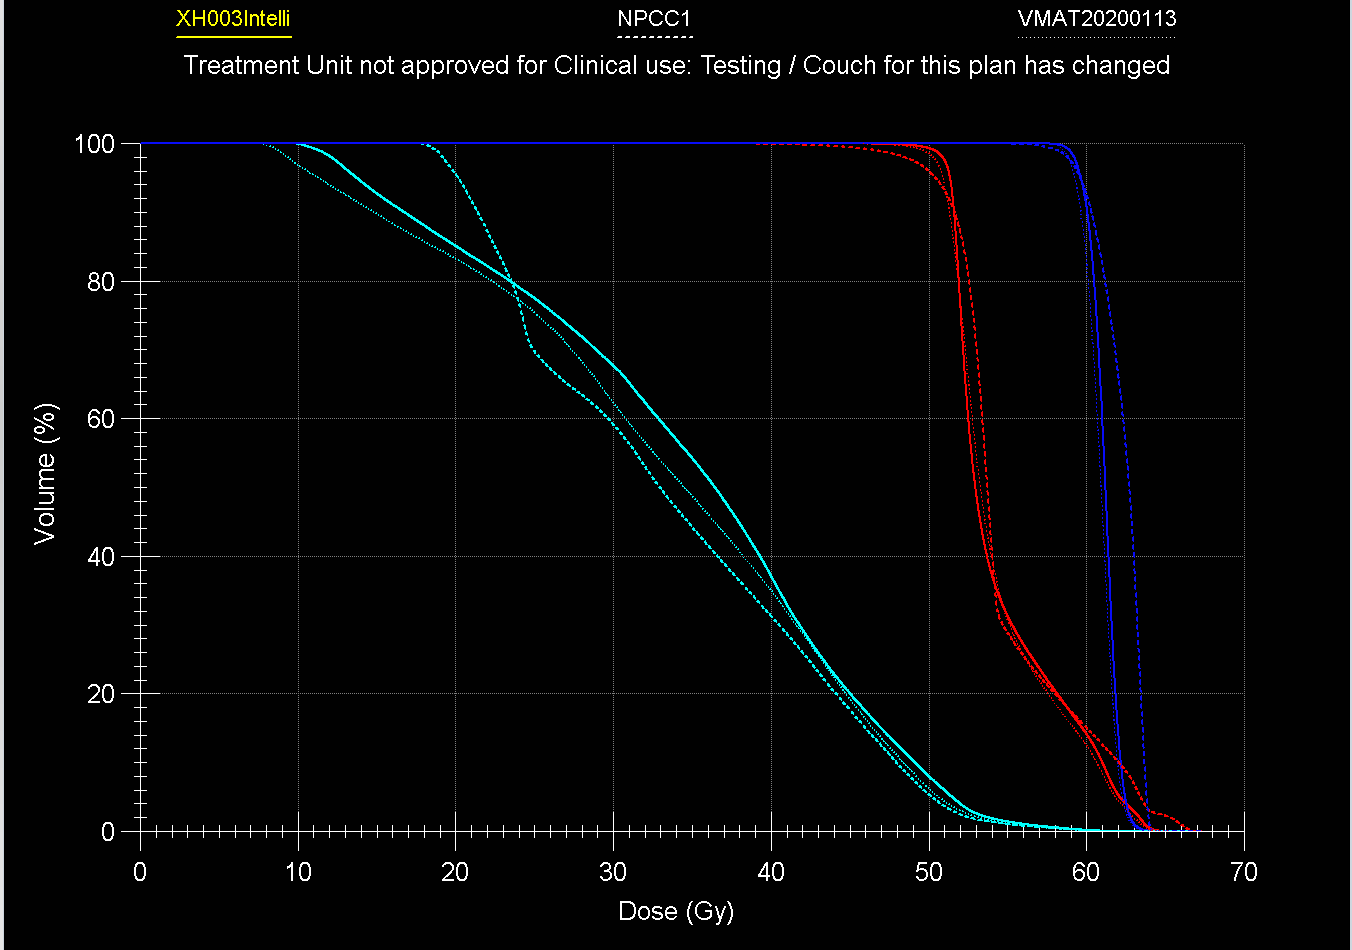 XH003Intelli NPCC1 VMAT20200113
Treatment Unit not approved for Clinical use: Testing / Couch for this plan has changed
100
80
60
40
20
0
Volume (%)
0 10 20 30 40 50 60 70
Dose (Gy)